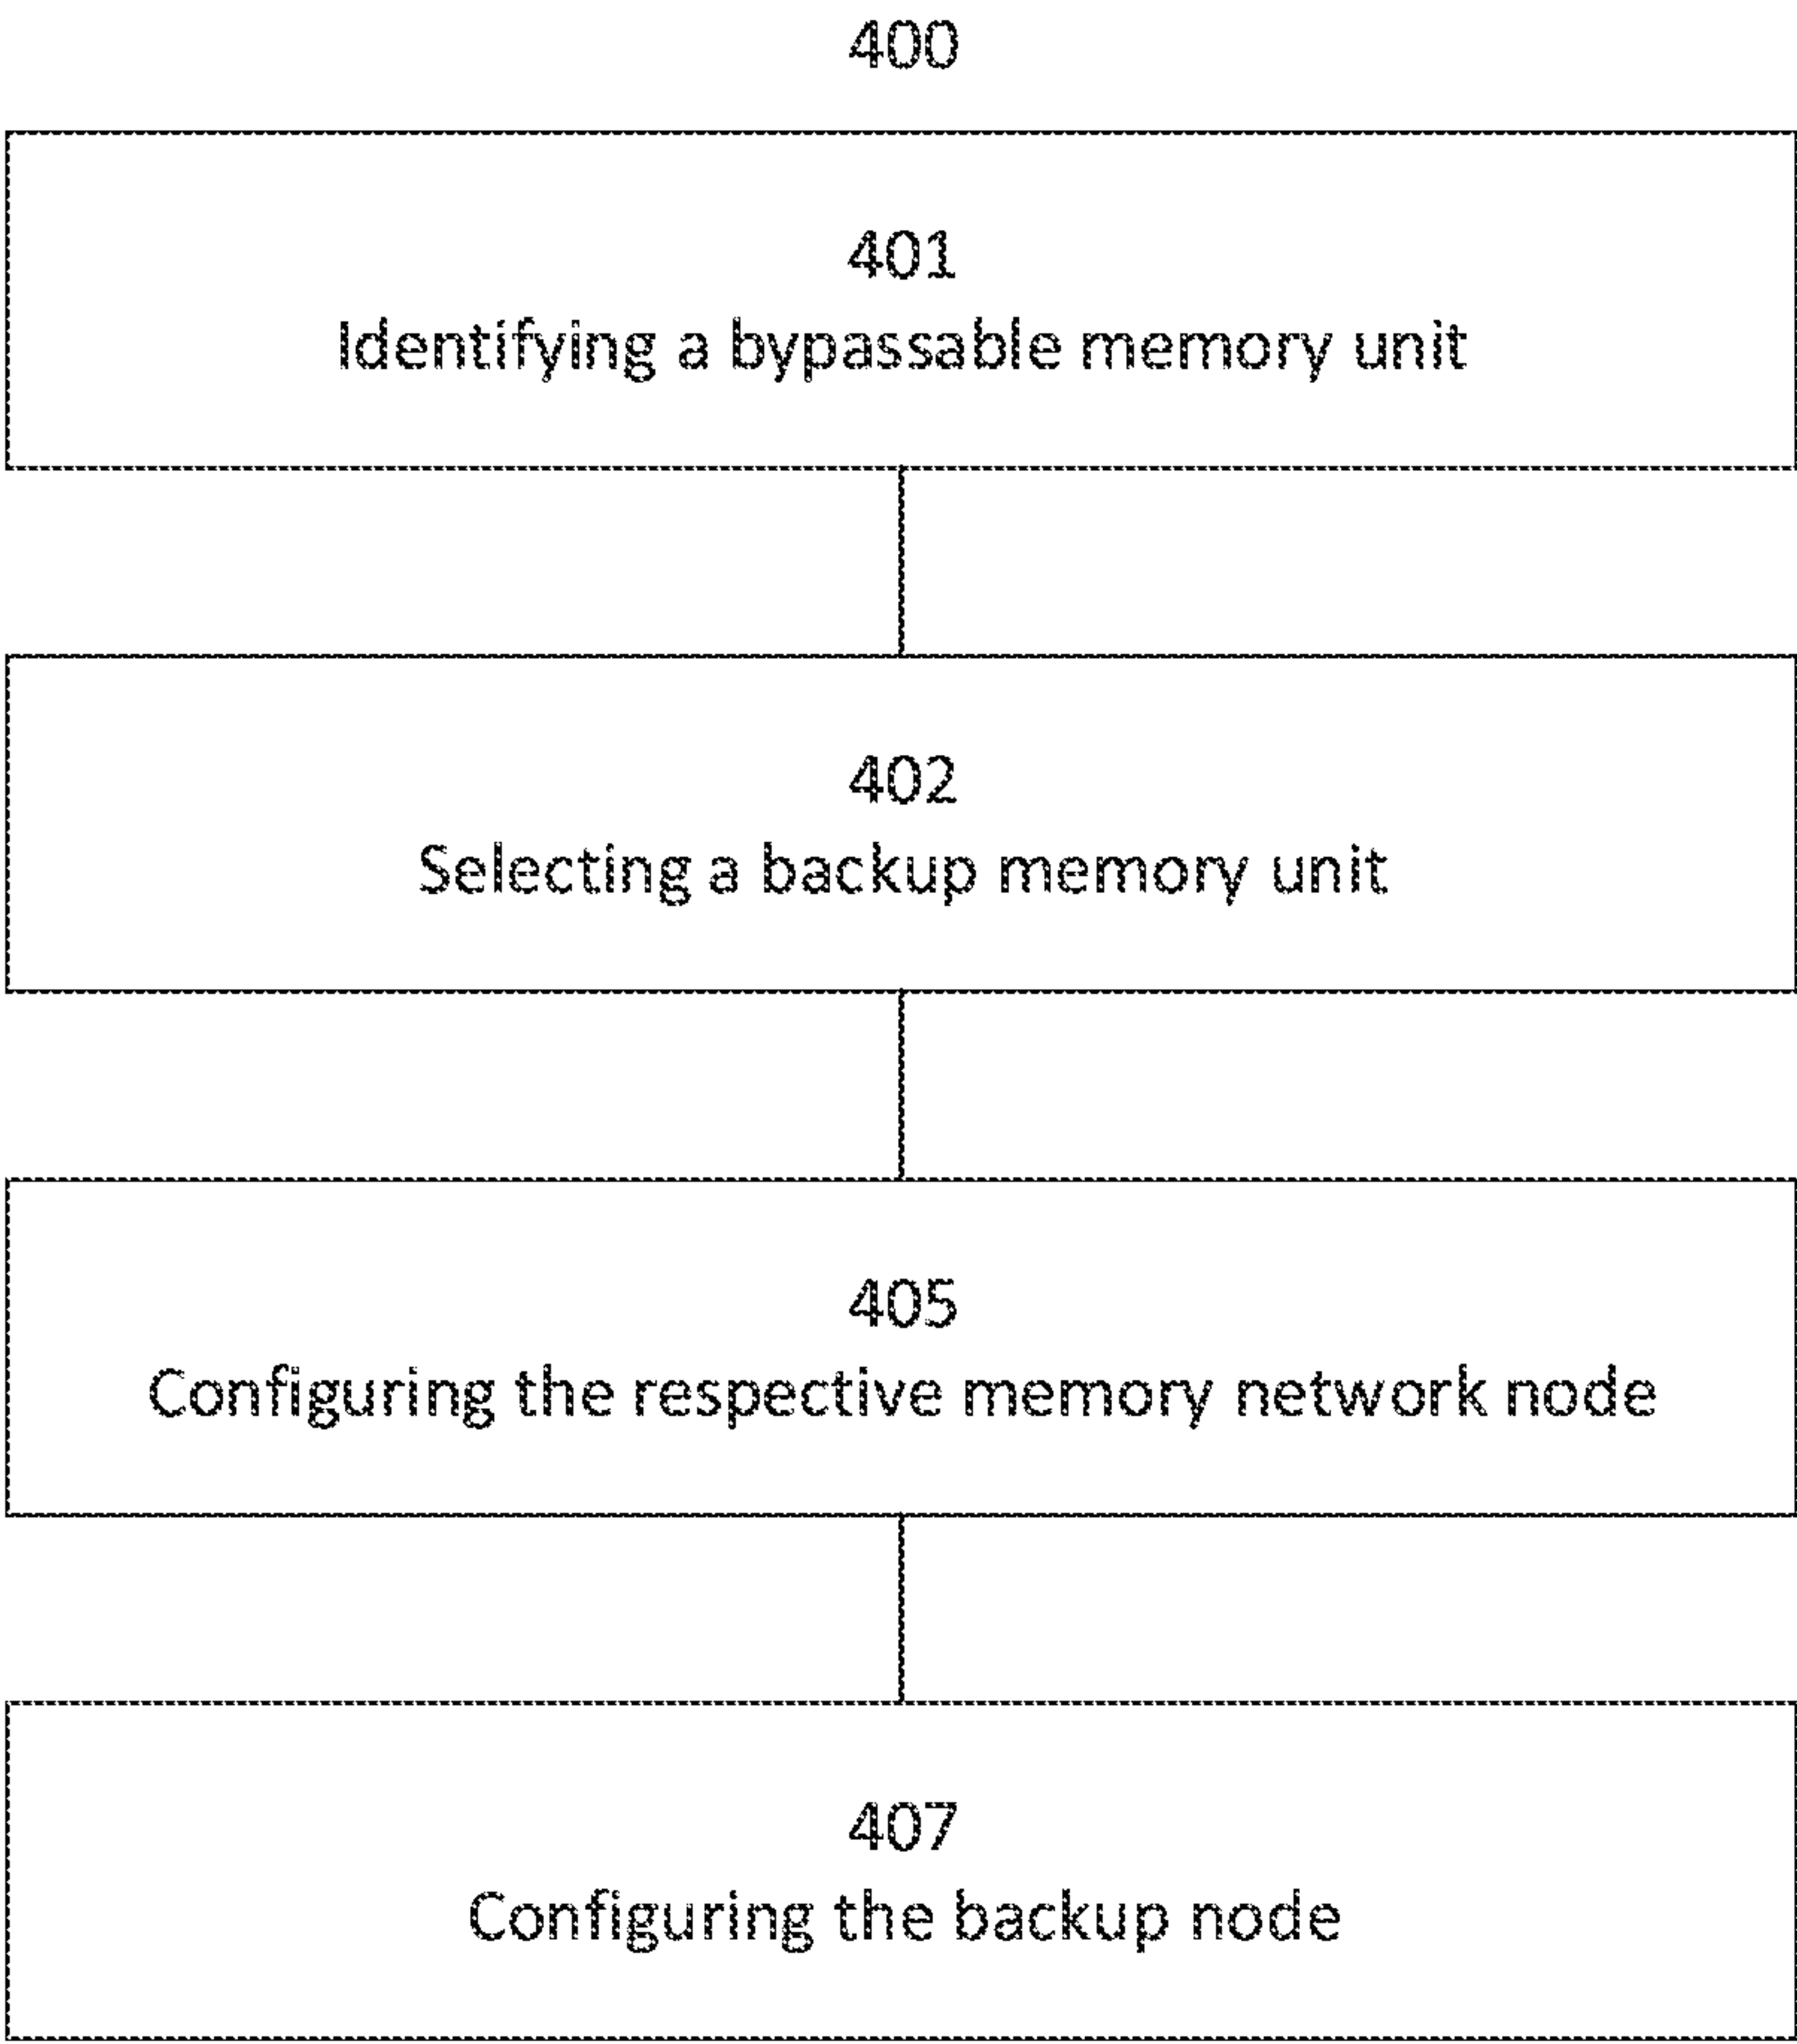 400
401
Identifying a bypassable memory unit
402
Selecting a backup memory unit
405
Configuring the respective memory network node
407
Configuring the backup node